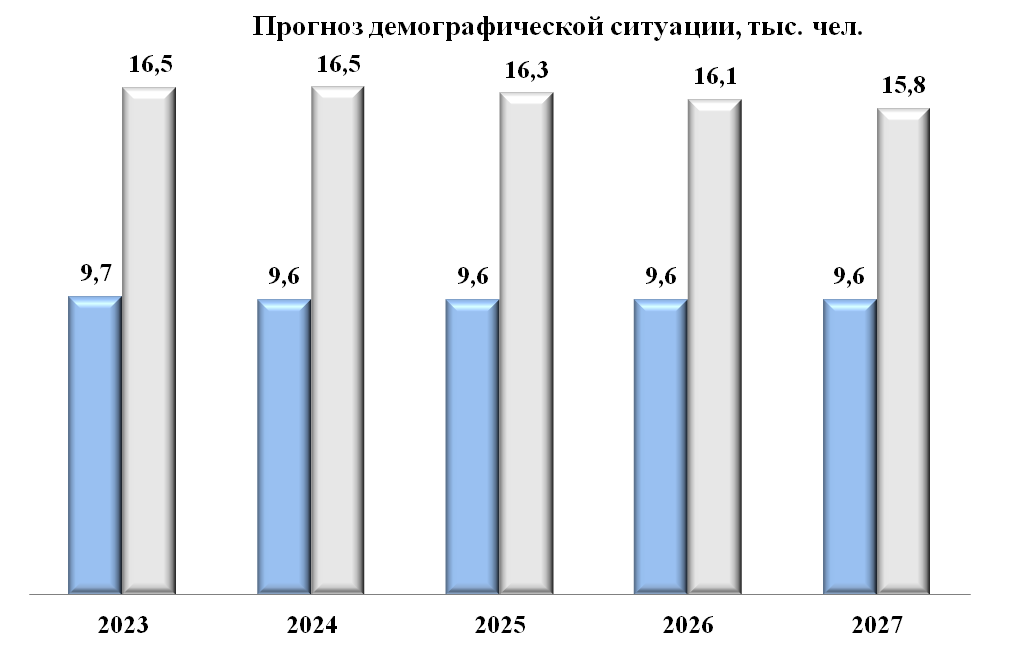 Прогноз демографической ситуации, тыс. чел.
16,5 16,5 16,3 16,1 15,8
9,7 9,6 9,6 9,6 9,6
2023 2024 2025 2026 2027